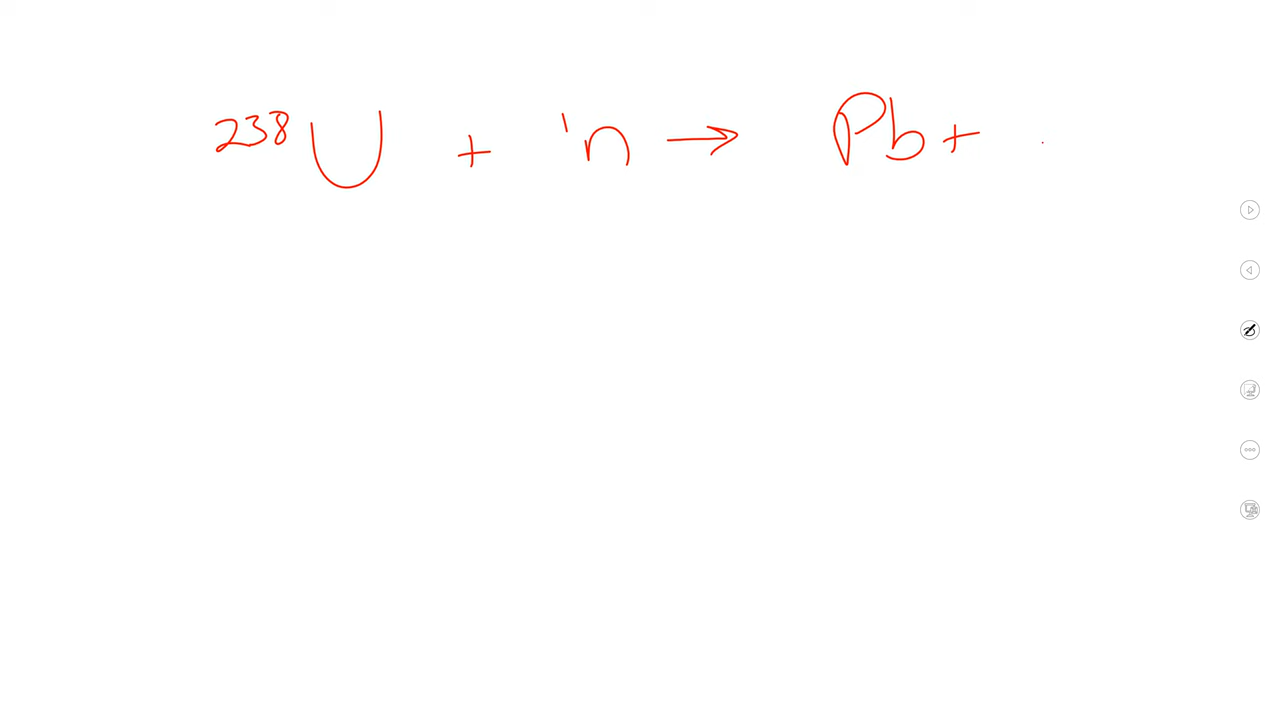 ²³⁸U + ¹n → Pb +